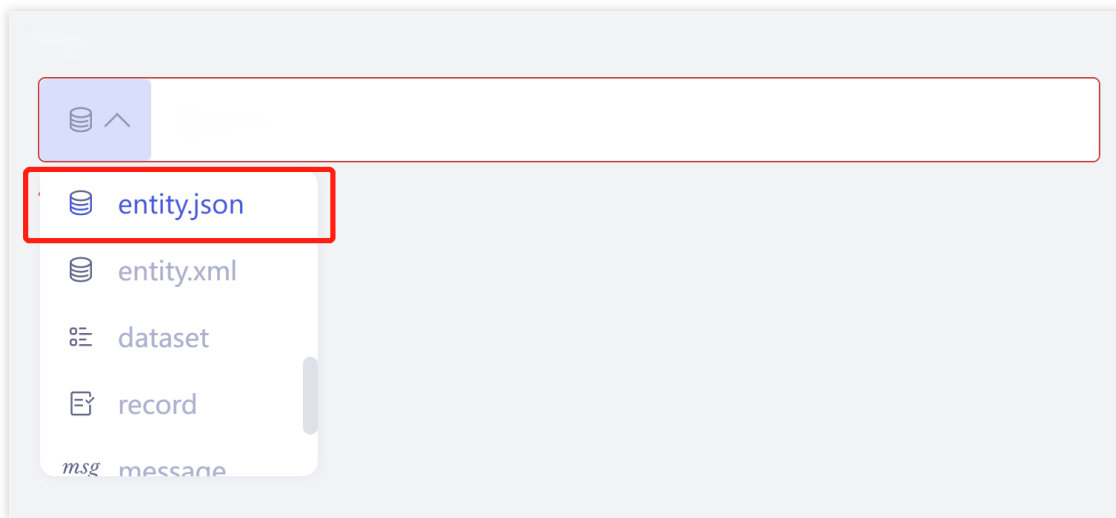 entity.json
entity.xml
dataset
record
msg message